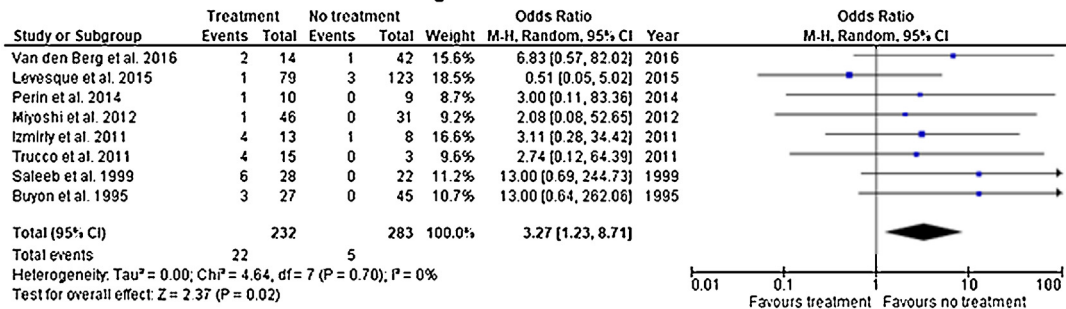 Treatment No treatment Odds Ratio Odds Ratio
Study or Subgroup Events Total Events Total Weight M-H, Random, 95% CI Year M-H, Random, 95% CI
Van den Berg et al. 2016 2 14 1 42 15.6% 6.83 [0.57, 82.02] 2016
Levesque et al. 2015 1 79 3 123 18.5% 0.51 [0.05, 5.02] 2015
Perin et al. 2014 1 10 0 9 8.7% 3.00 [0.11, 83.36] 2014
Miyoshi et al. 2012 1 46 0 31 9.2% 2.08 [0.08, 52.65] 2012
Izmirly et al. 2011 4 13 1 8 16.6% 3.11 [0.28, 34.42] 2011
Trucco et al. 2011 4 15 0 3 9.6% 2.74 [0.12, 64.39] 2011
Saleeb et al. 1999 6 28 0 22 11.2% 13.00 [0.69, 244.73] 1999
Buyon et al. 1995 3 27 0 45 10.7% 13.00 [0.64, 262.06] 1995
Total (95% CI) 232 283 100.0% 3.27 [1.23, 8.71]
Total events 22 5
Heterogeneity: Tau² = 0.00; Chi² = 4.64, df = 7 (P = 0.70); I² = 0%
Test for overall effect: Z = 2.37 (P = 0.02)
0.01 0.1 1 10 100
Favours treatment Favours no treatment